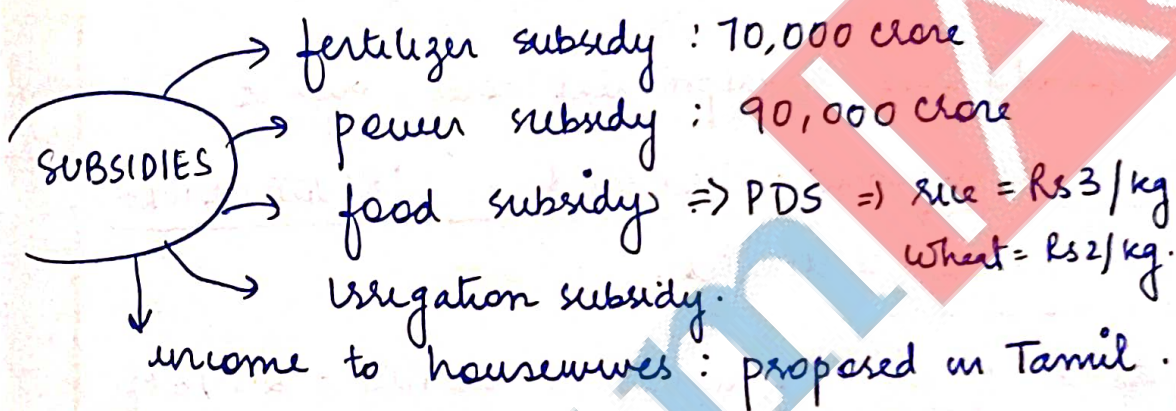 fertilizer subsidy : 70,000 crore
power subsidy : 90,000 crore
SUBSIDIES
food subsidy => PDS => rice = Rs 3/kg
Wheat = Rs 2/kg.
irrigation subsidy.
income to housewives : proposed in Tamil.